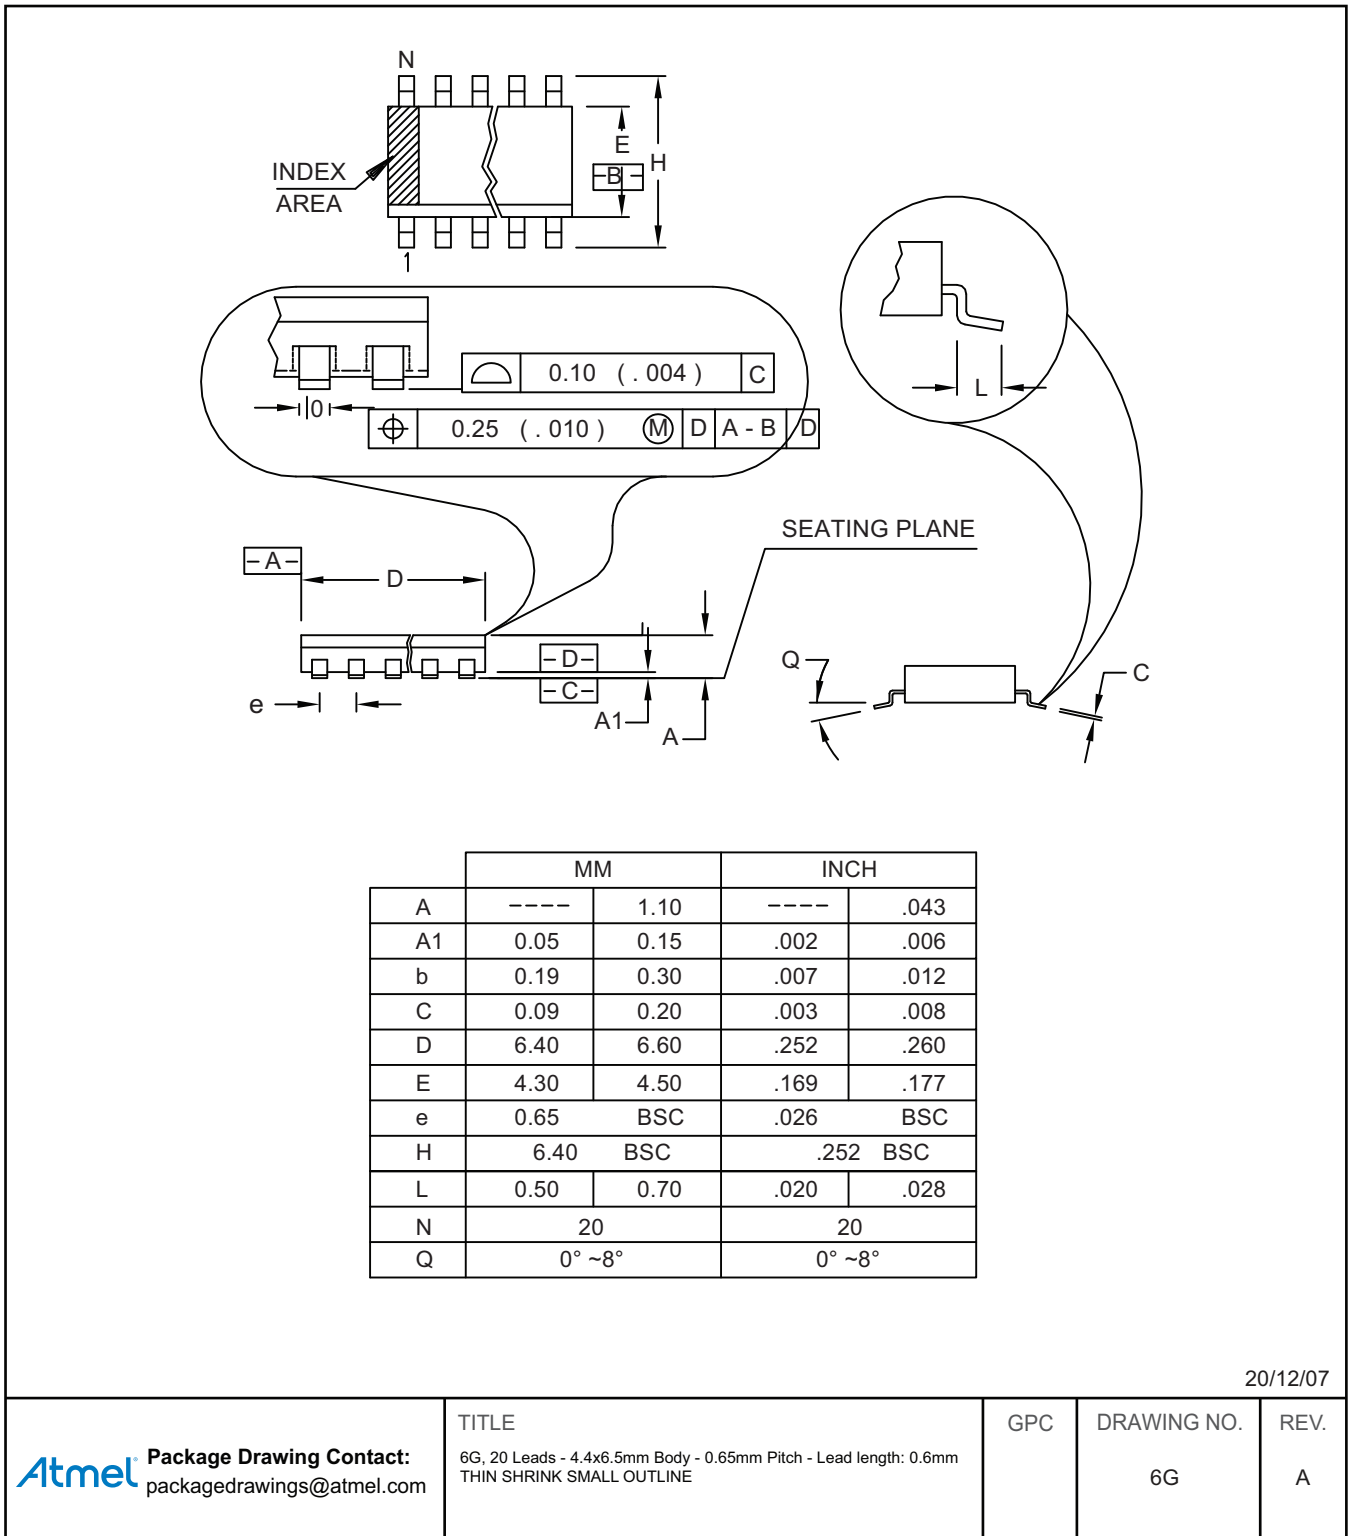 N
INDEX
AREA
E
H
-B-
1
0.10 ( . 004 ) C
0
0.25 ( . 010 ) M D A - B D
L
SEATING PLANE
-A-
D
-D-
-C-
e
A1
A
Q
C
MM INCH
A ---- 1.10 ---- .043
A1 0.05 0.15 .002 .006
b 0.19 0.30 .007 .012
C 0.09 0.20 .003 .008
D 6.40 6.60 .252 .260
E 4.30 4.50 .169 .177
e 0.65 BSC .026 BSC
H 6.40 BSC .252 BSC
L 0.50 0.70 .020 .028
N 20 20
Q 0° ~8° 0° ~8°
20/12/07
Atmel
Package Drawing Contact:
packagedrawings@atmel.com
TITLE
6G, 20 Leads - 4.4x6.5mm Body - 0.65mm Pitch - Lead length: 0.6mm
THIN SHRINK SMALL OUTLINE
GPC
DRAWING NO.
6G
REV.
A